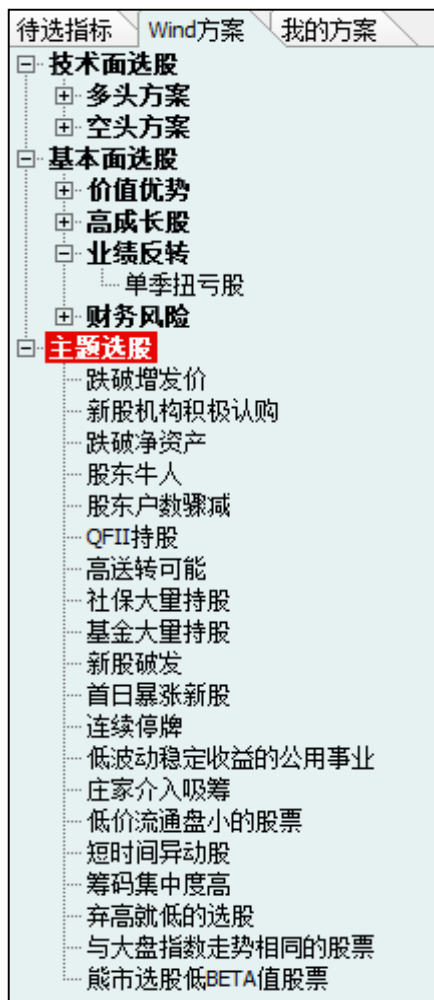 待选指标 Wind方案 我的方案
技术面选股
多头方案
空头方案
基本面选股
价值优势
高成长股
业绩反转
单季扭亏股
财务风险
主题选股
跌破增发价
新股机构积极认购
跌破净资产
股东牛人
股东户数骤减
QFII持股
高送转可能
社保大量持股
基金大量持股
新股破发
首日暴涨新股
连续停牌
低波动稳定收益的公用事业
庄家介入吸筹
低价流通盘小的股票
短时间异动股
筹码集中度高
弃高就低的选股
与大盘指数走势相同的股票
熊市选股低BETA值股票